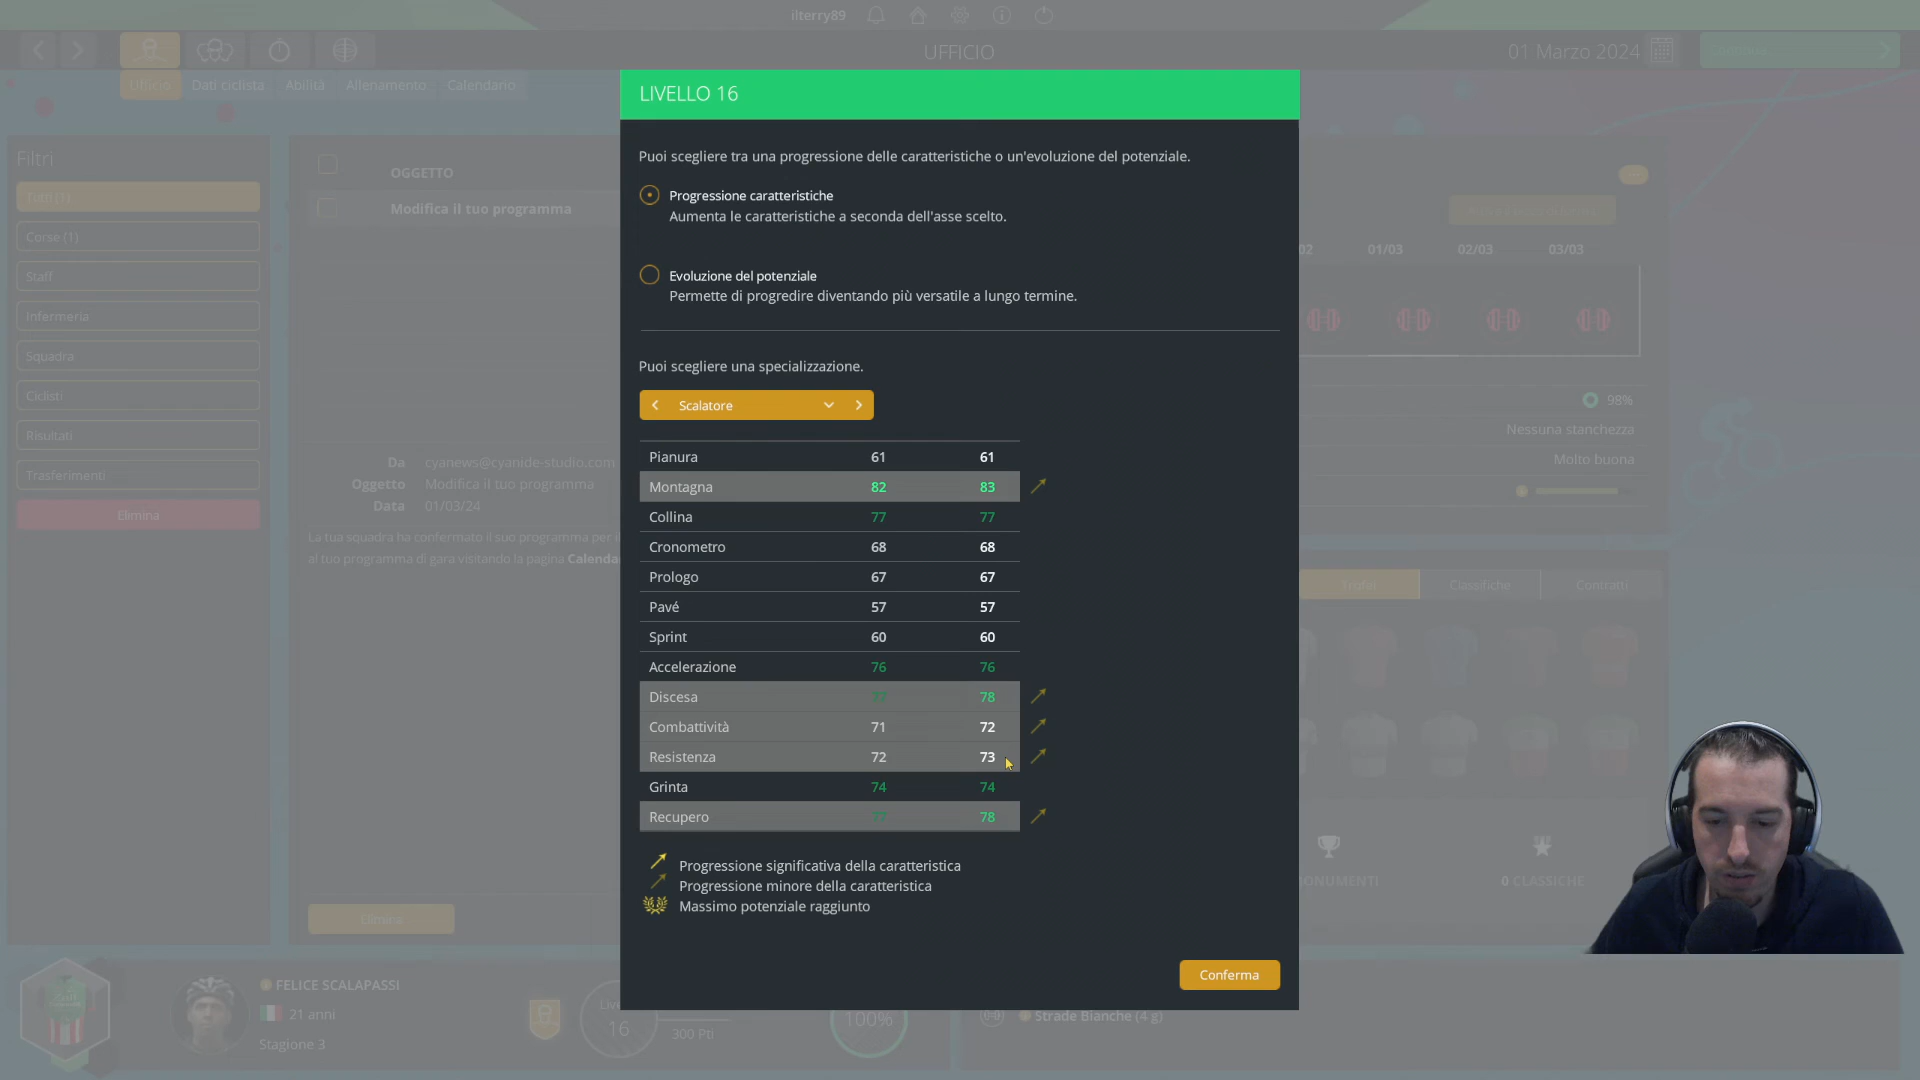 ilterry89
UFFICIO
01 Marzo 2024
Ufficio
Dati ciclista
Abilità
Allenamento
Calendario
LIVELLO 16
Puoi scegliere tra una progressione delle caratteristiche o un'evoluzione del potenziale.
Progressione caratteristiche
Aumenta le caratteristiche a seconda dell'asse scelto.
Evoluzione del potenziale
Permette di progredire diventando più versatile a lungo termine.
Puoi scegliere una specializzazione.
Scalatore
Pianura 61 61
Montagna 82 83
Collina 77 77
Cronometro 68 68
Prologo 67 67
Pavé 57 57
Sprint 60 60
Accelerazione 76 76
Discesa 77 78
Combattività 71 72
Resistenza 72 73
Grinta 74 74
Recupero 77 78
Progressione significativa della caratteristica
Progressione minore della caratteristica
Massimo potenziale raggiunto
Conferma
Filtri
Corse (1)
Staff
Infermeria
Squadra
Ciclisti
Risultati
Trasferimenti
Elimina
OGGETTO
Modifica il tuo programma
Da cyanews@cyanide-studio.com
Oggetto Modifica il tuo programma
Data 01/03/24
La tua squadra ha confermato il suo programma per
al tuo programma di gara visitando la pagina
Elimina
02 01/03 02/03 03/03
98%
Nessuna stanchezza
Molto buona
Trofei
Classifiche
Contratti
0 CLASSICHE
FELICE SCALAPASSI
21 anni
Stagione 3
16
300 Pti
100%
Strade Bianche (4 g)